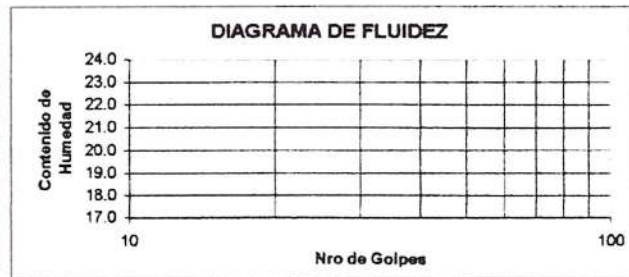 DIAGRAMA DE FLUIDEZ
Contenido de
Humedad
24.0
23.0
22.0
21.0
20.0
19.0
18.0
17.0
10
100
Nro de Golpes